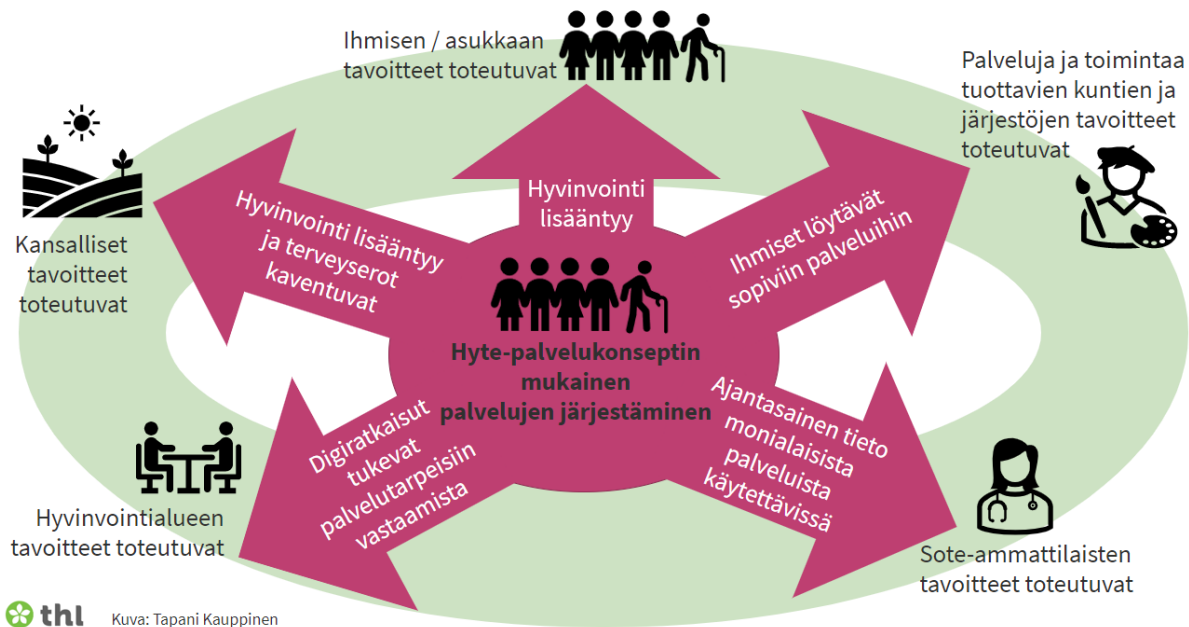 Ihmisen / asukkaan
tavoitteet toteutuvat
Palveluja ja toimintaa
tuottavien kuntien ja
järjestöjen tavoitteet
toteutuvat
Kansalliset
tavoitteet
toteutuvat
Hyvinvointi lisääntyy
ja terveyserot
kaventuvat
Hyvinvointi
lisääntyy
Ihmiset löytävät
sopiviin palveluihin
Hyte-palvelukonseptin
mukainen
palvelujen järjestäminen
Digiratkaisut
tukevat
palvelutarpeisiin
vastaamista
Ajantasainen tieto
monialaisista
palveluista
käytettävissä
Hyvinvointialueen
tavoitteet toteutuvat
Sote-ammattilaisten
tavoitteet toteutuvat
thl
Kuva: Tapani Kauppinen